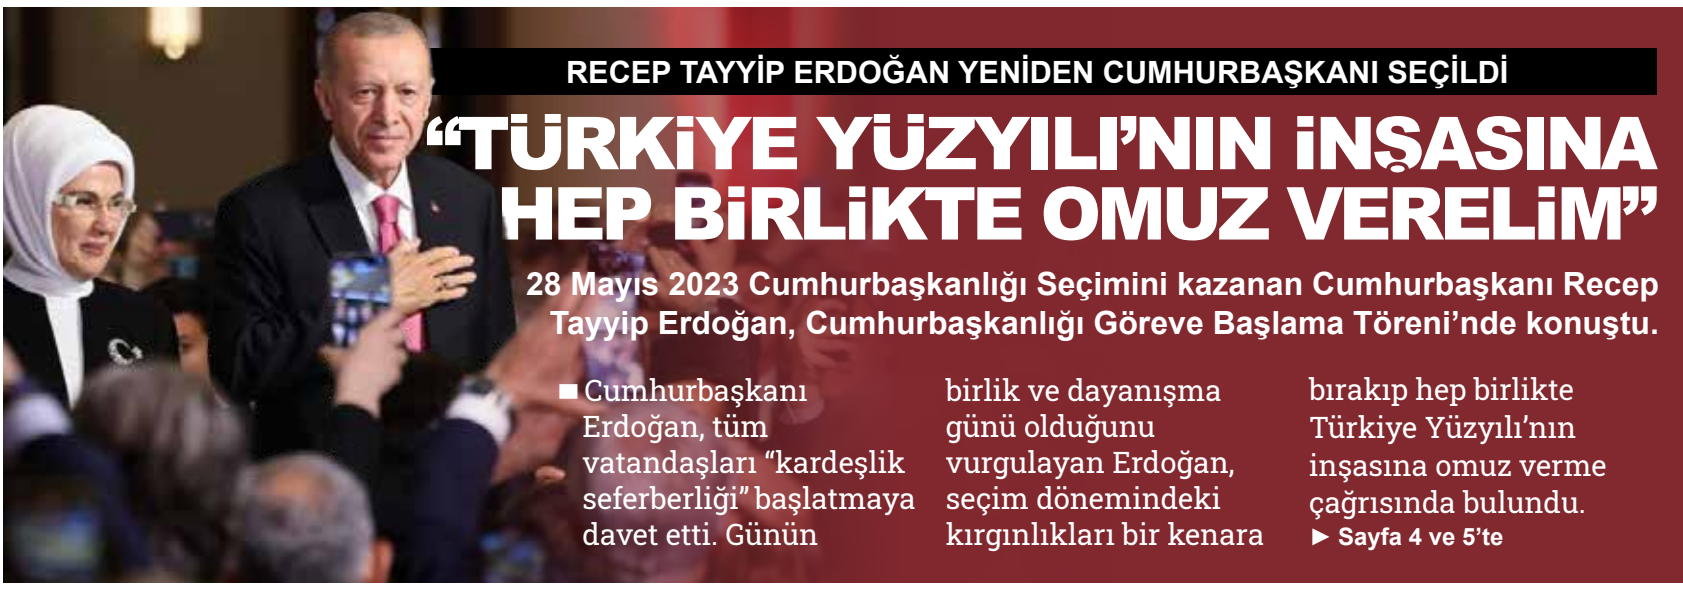 RECEP TAYYİP ERDOĞAN YENİDEN CUMHURBAŞKANI SEÇİLDİ
“TÜRKİYE YÜZYILI’NIN İNŞASINA
HEP BİRLİKTE OMUZ VERELİM”
28 Mayıs 2023 Cumhurbaşkanlığı Seçimini kazanan Cumhurbaşkanı Recep
Tayyip Erdoğan, Cumhurbaşkanlığı Göreve Başlama Töreni’nde konuştu.
■ Cumhurbaşkanı
Erdoğan, tüm
vatandaşları “kardeşlik
seferberliği” başlatmaya
davet etti. Günün
birlik ve dayanışma
günü olduğunu
vurgulayan Erdoğan,
seçim dönemindeki
kırgınlıkları bir kenara
bırakıp hep birlikte
Türkiye Yüzyılı’nın
inşasına omuz verme
çağrısında bulundu.
► Sayfa 4 ve 5’te